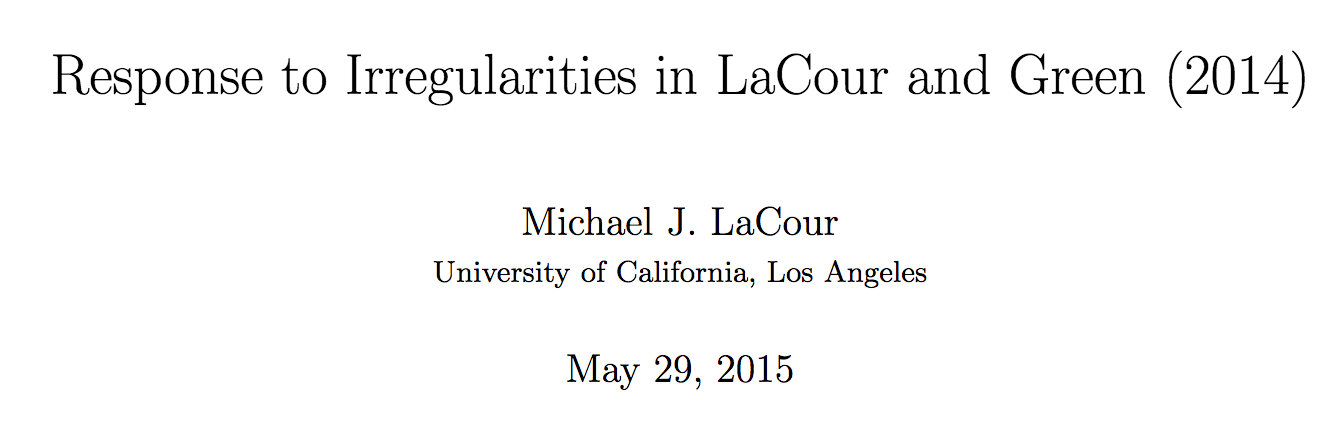 Response to Irregularities in LaCour and Green (2014)
Michael J. LaCour
University of California, Los Angeles
May 29, 2015